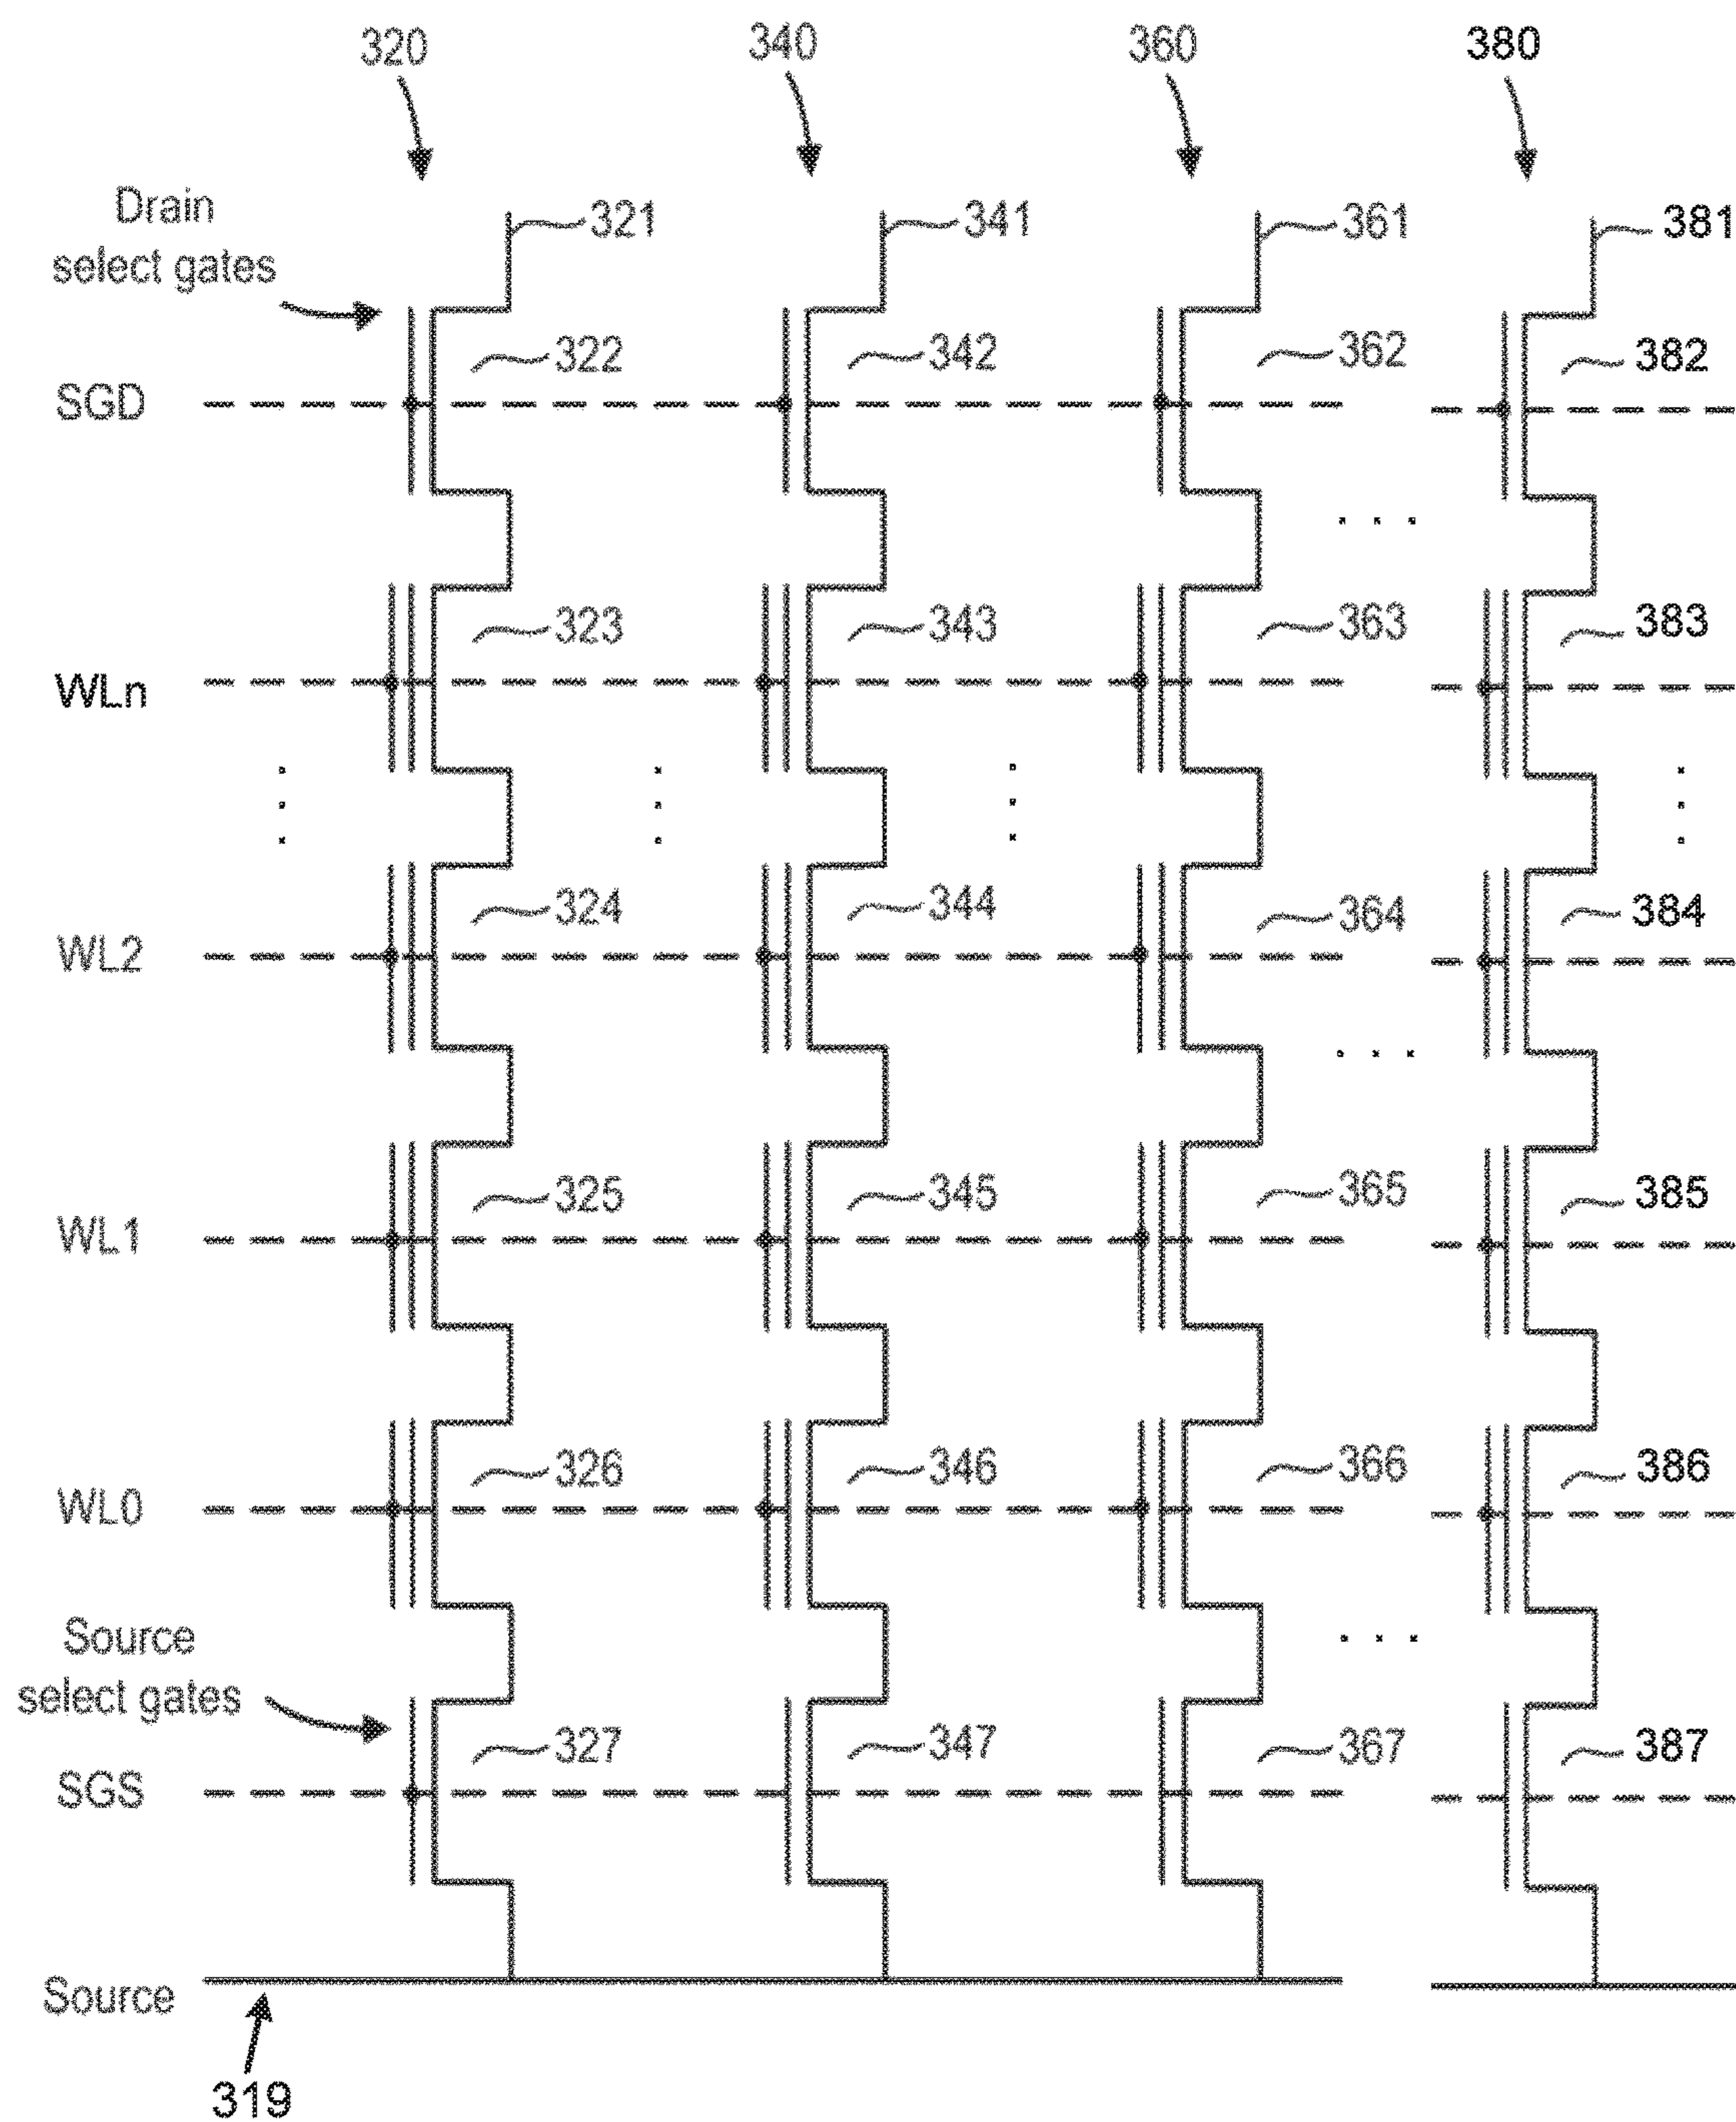 320 340 360 380
Drain
select gates
321 341 361 381
322 342 362 382
SGD
323 343 363 383
WLn
324 344 364 384
WL2
325 345 365 385
WL1
326 346 366 386
WL0
Source
select gates
327 347 367 387
SGS
Source
319